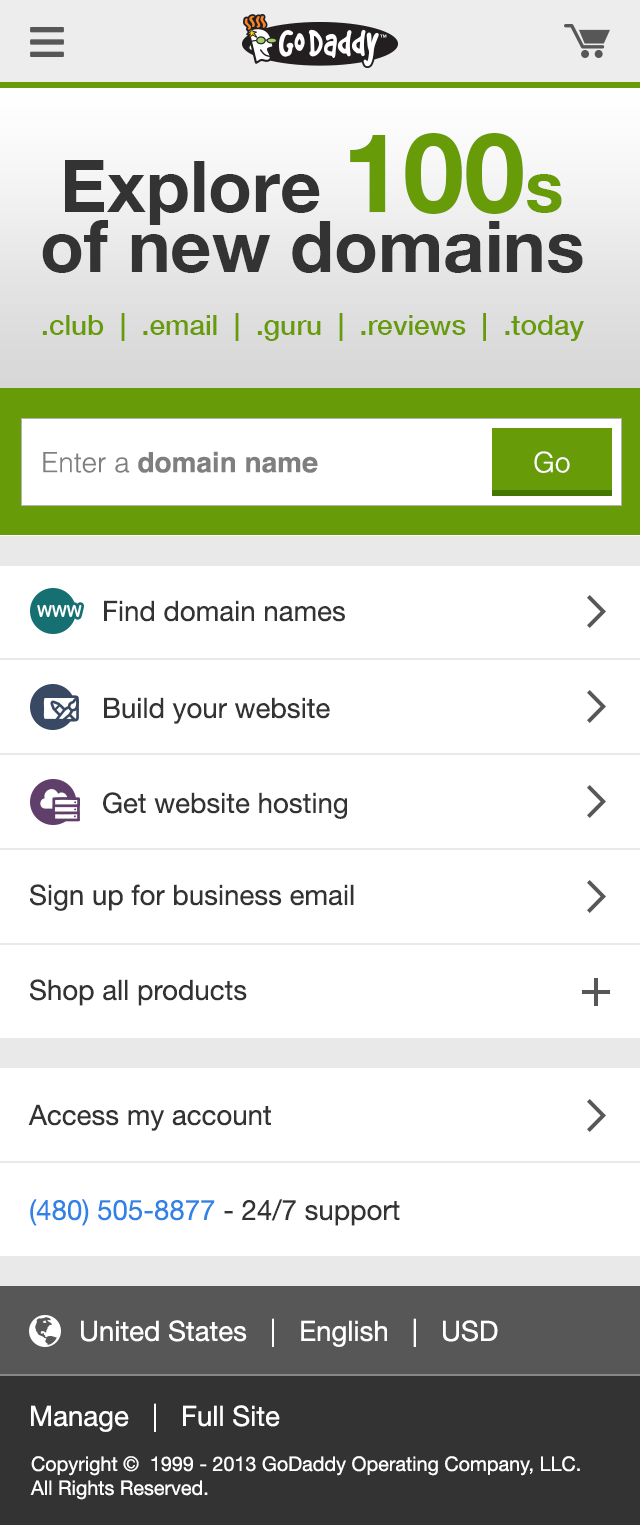 GoDaddy™
Explore 100s
of new domains
.club | .email | .guru | .reviews | .today
Enter a domain name
Go
www
Find domain names
Build your website
Get website hosting
Sign up for business email
Shop all products
Access my account
(480) 505-8877 - 24/7 support
United States | English | USD
Manage | Full Site
Copyright © 1999 - 2013 GoDaddy Operating Company, LLC.
All Rights Reserved.